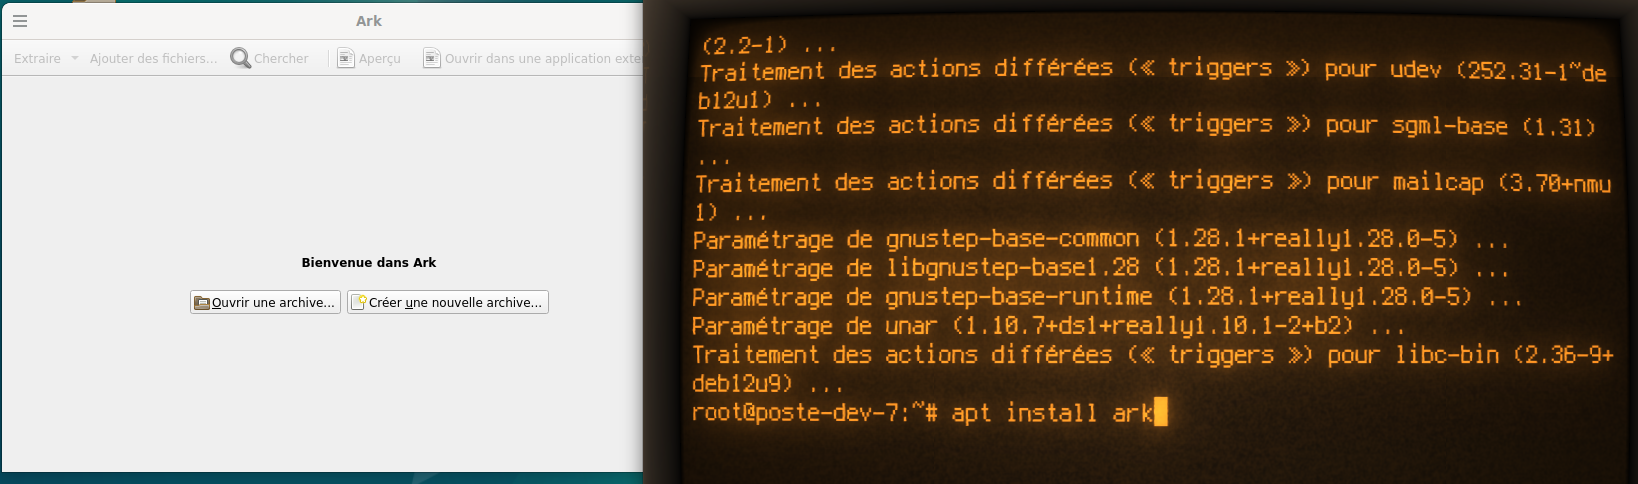 Ark
Extraire
Ajouter des fichiers...
Chercher
Aperçu
Ouvrir dans une application exte
Bienvenue dans Ark
Ouvrir une archive...
Créer une nouvelle archive...
(2.2-1) ...
Traitement des actions différées (« triggers ») pour udev (252.31-1~de
b12u1) ...
Traitement des actions différées (« triggers ») pour sgml-base (1.31)
...
Traitement des actions différées (« triggers ») pour mailcap (3.70+nmu
1) ...
Paramétrage de gnustep-base-common (1.28.1+really1.28.0-5) ...
Paramétrage de libgnustep-base1.28 (1.28.1+really1.28.0-5) ...
Paramétrage de gnustep-base-runtime (1.28.1+really1.28.0-5) ...
Paramétrage de unar (1.10.7+ds1+really1.10.1-2+b2) ...
Traitement des actions différées (« triggers ») pour libc-bin (2.36-9+
deb12u9) ...
root@poste-dev-7:~# apt install ark